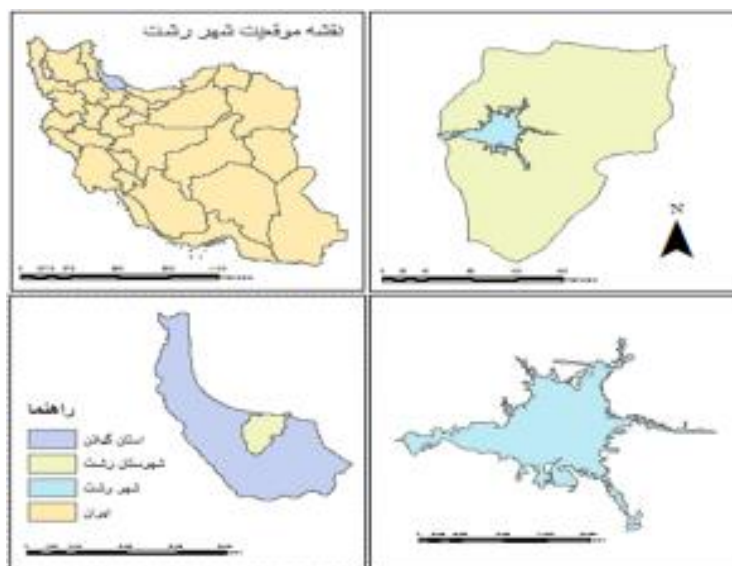 نقشه موقعیت شهر رشت
N
راهنما
استان گیلان
شهرستان رشت
شهر رشت
ایران